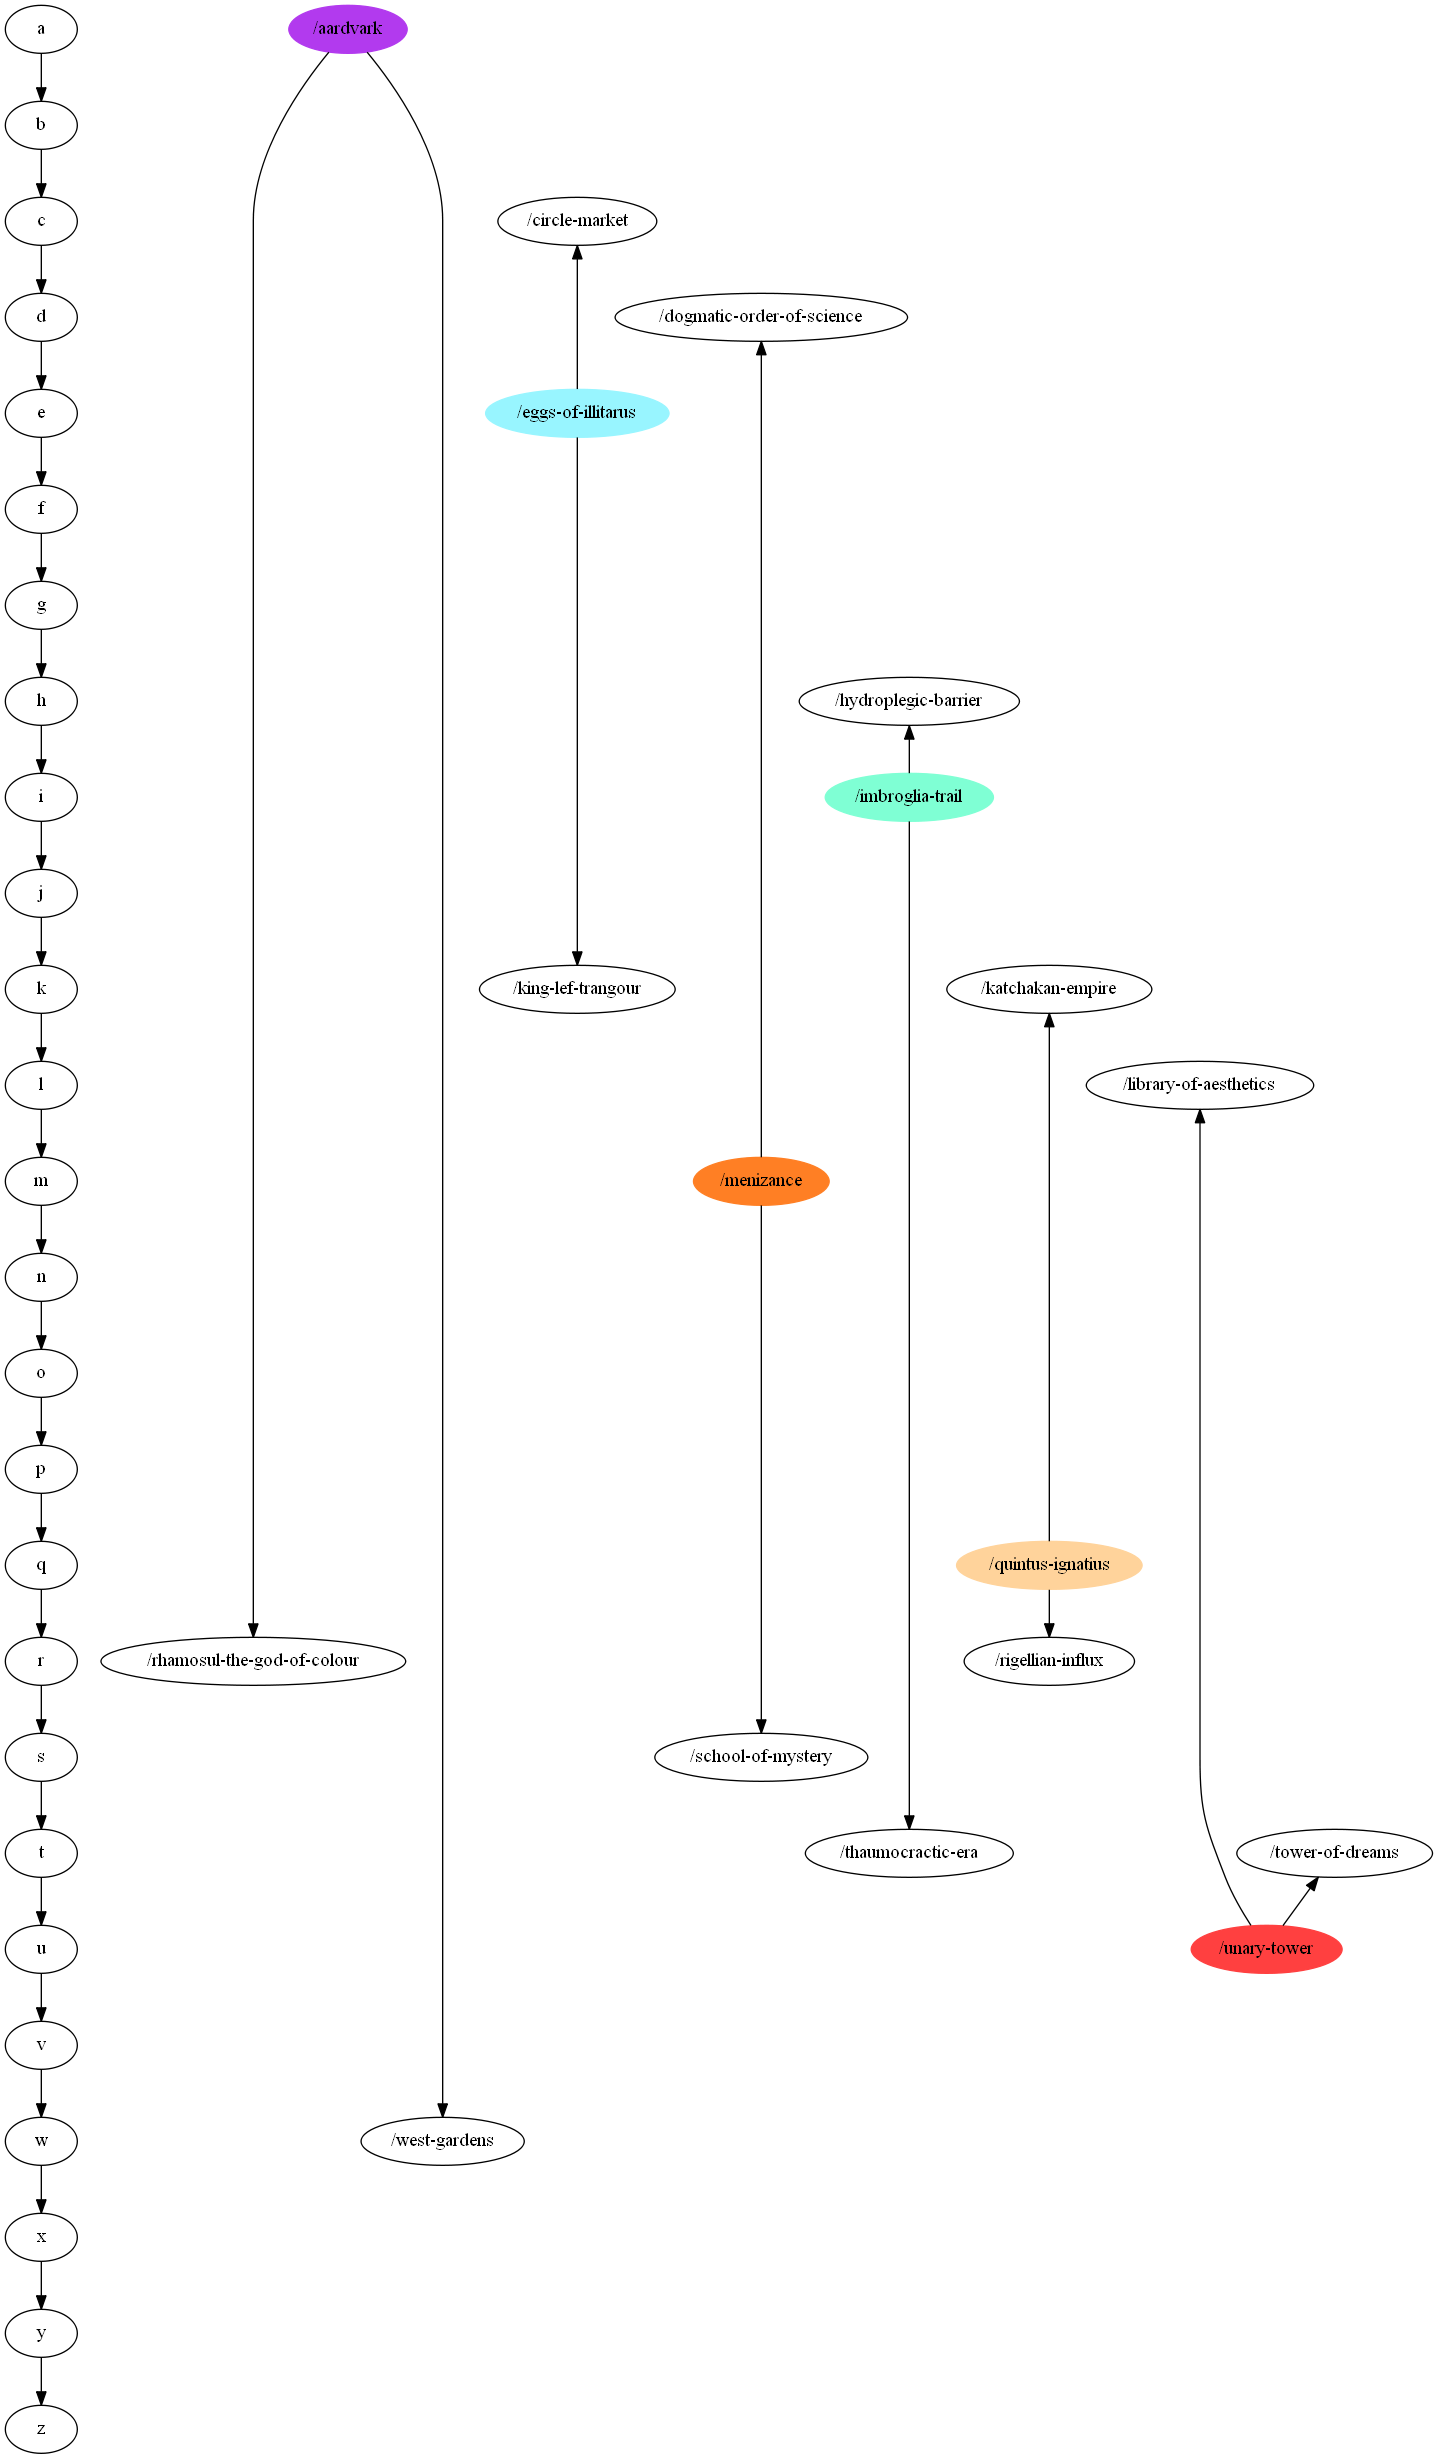 a
/aardvark
b
c
/circle-market
d
/dogmatic-order-of-science
e
/eggs-of-illitarus
f
g
h
/hydroplegic-barrier
i
/imbroglia-trail
j
k
/king-lef-trangour
/katchakan-empire
l
/library-of-aesthetics
m
/menizance
n
o
p
q
/quintus-ignatius
r
/rhamosul-the-god-of-colour
/rigellian-influx
s
/school-of-mystery
t
/thaumocractic-era
/tower-of-dreams
u
/unary-tower
v
w
/west-gardens
x
y
z